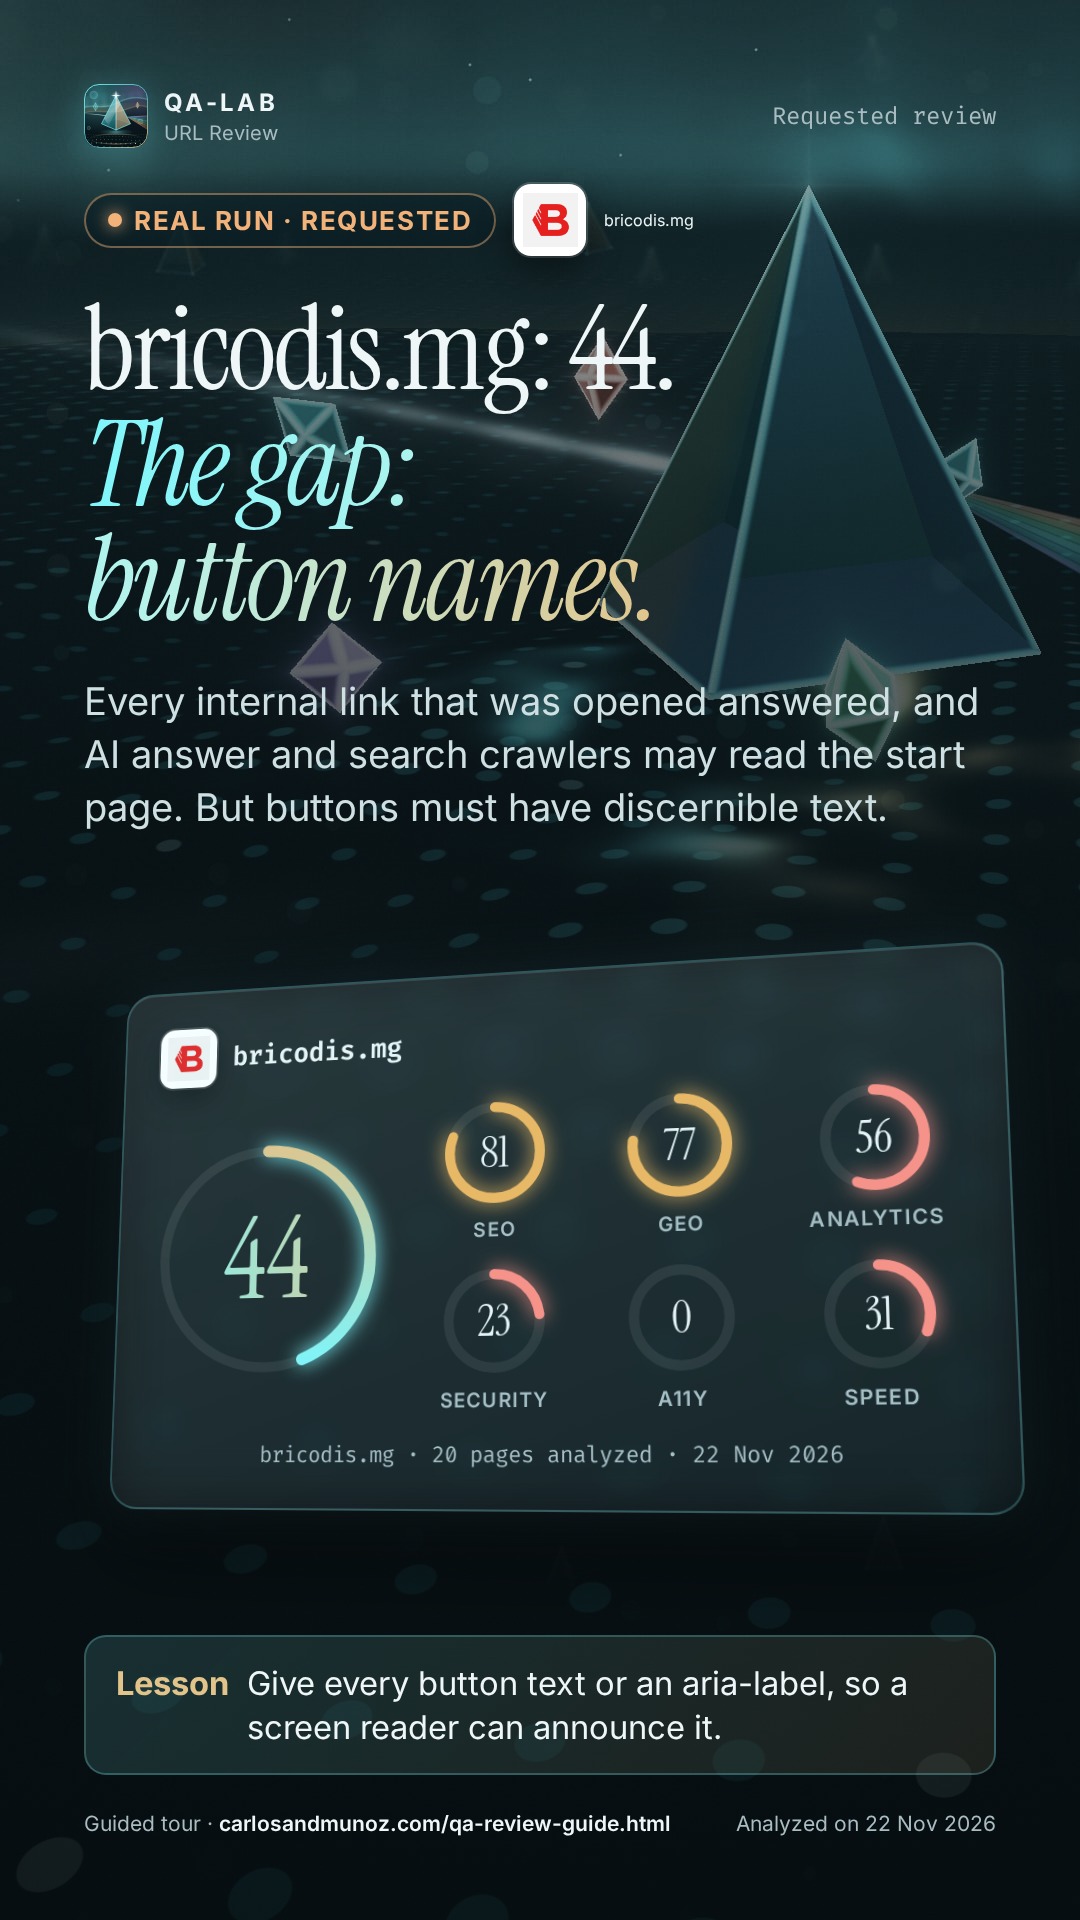 QA-LAB
URL Review
Requested review
REAL RUN · REQUESTED
B
bricodis.mg
bricodis.mg: 44.
The gap:
button names.
Every internal link that was opened answered, and
AI answer and search crawlers may read the start
page. But buttons must have discernible text.
B
bricodis.mg
44
81
SEO
77
GEO
56
ANALYTICS
23
SECURITY
0
A11Y
31
SPEED
bricodis.mg · 20 pages analyzed · 22 Nov 2026
Lesson Give every button text or an aria-label, so a
screen reader can announce it.
Guided tour · carlosandmunoz.com/qa-review-guide.html
Analyzed on 22 Nov 2026